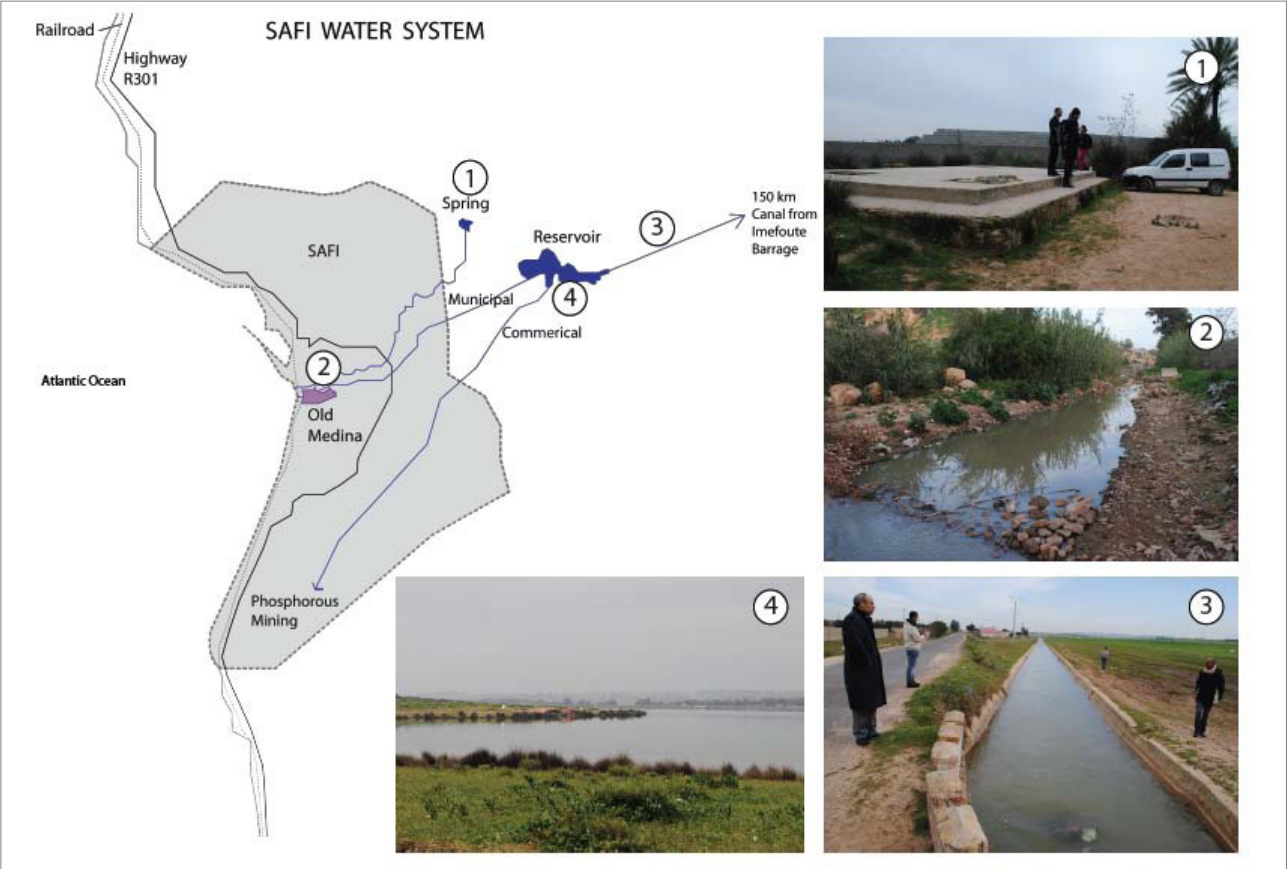 SAFI WATER SYSTEM
Railroad
Highway
R301
1
Spring
SAFI
Reservoir
3
150 km
Canal from
Imefoute
Barrage
Municipal
4
Commerical
2
Old
Medina
Atlantic Ocean
Phosphorous
Mining
1
2
3
4